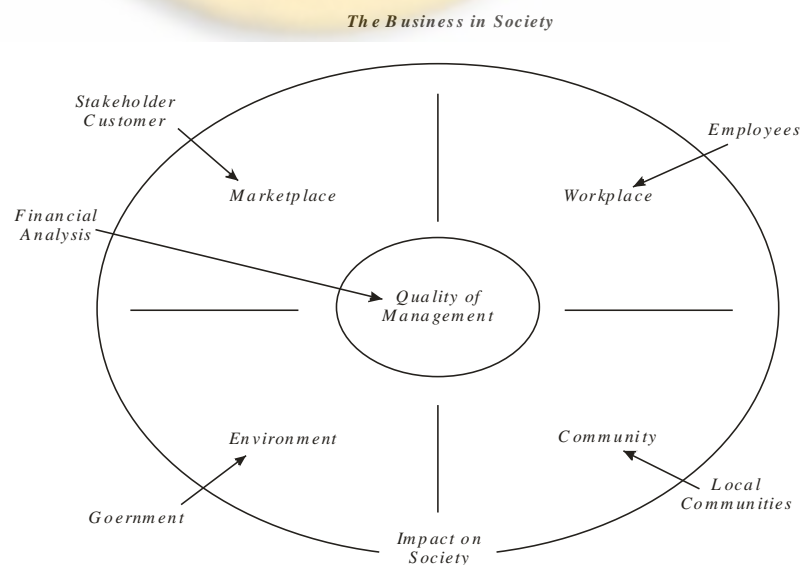 The Business in Society
Stakeholder
Customer
Employees
Marketplace
Workplace
Financial
Analysis
Quality of
Management
Environment
Community
Local
Communities
Goernment
Impact on
Society